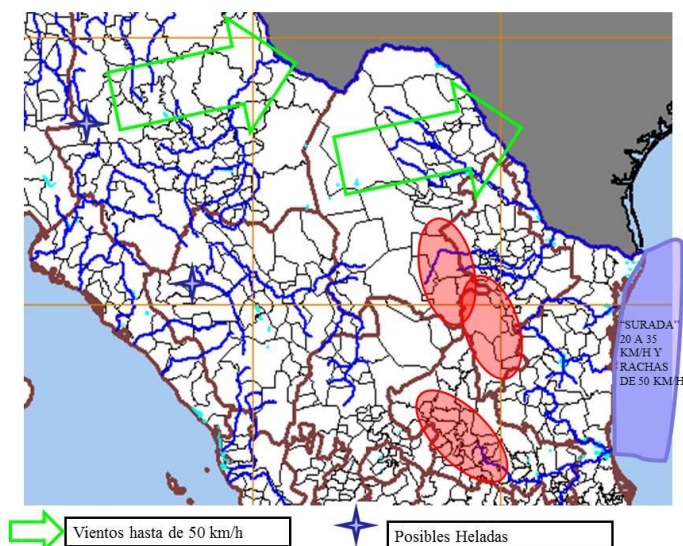 “SURADA”
20 A 35
KM/H Y
RACHAS
DE 50 KM/H
Vientos hasta de 50 km/h
Posibles Heladas